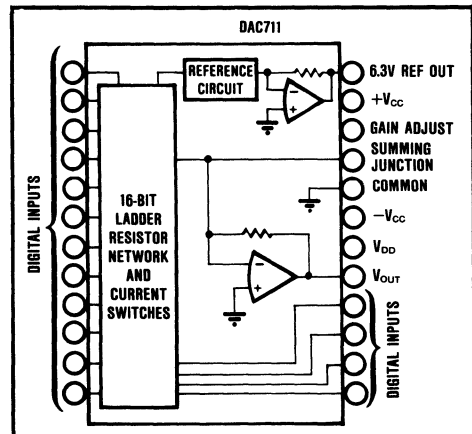 DAC711
DIGITAL INPUTS
REFERENCE
CIRCUIT
16-BIT
LADDER
RESISTOR
NETWORK
AND
CURRENT
SWITCHES
−
+
−
+
6.3V REF OUT
+VCC
GAIN ADJUST
SUMMING
JUNCTION
COMMON
−VCC
VDD
VOUT
DIGITAL INPUTS